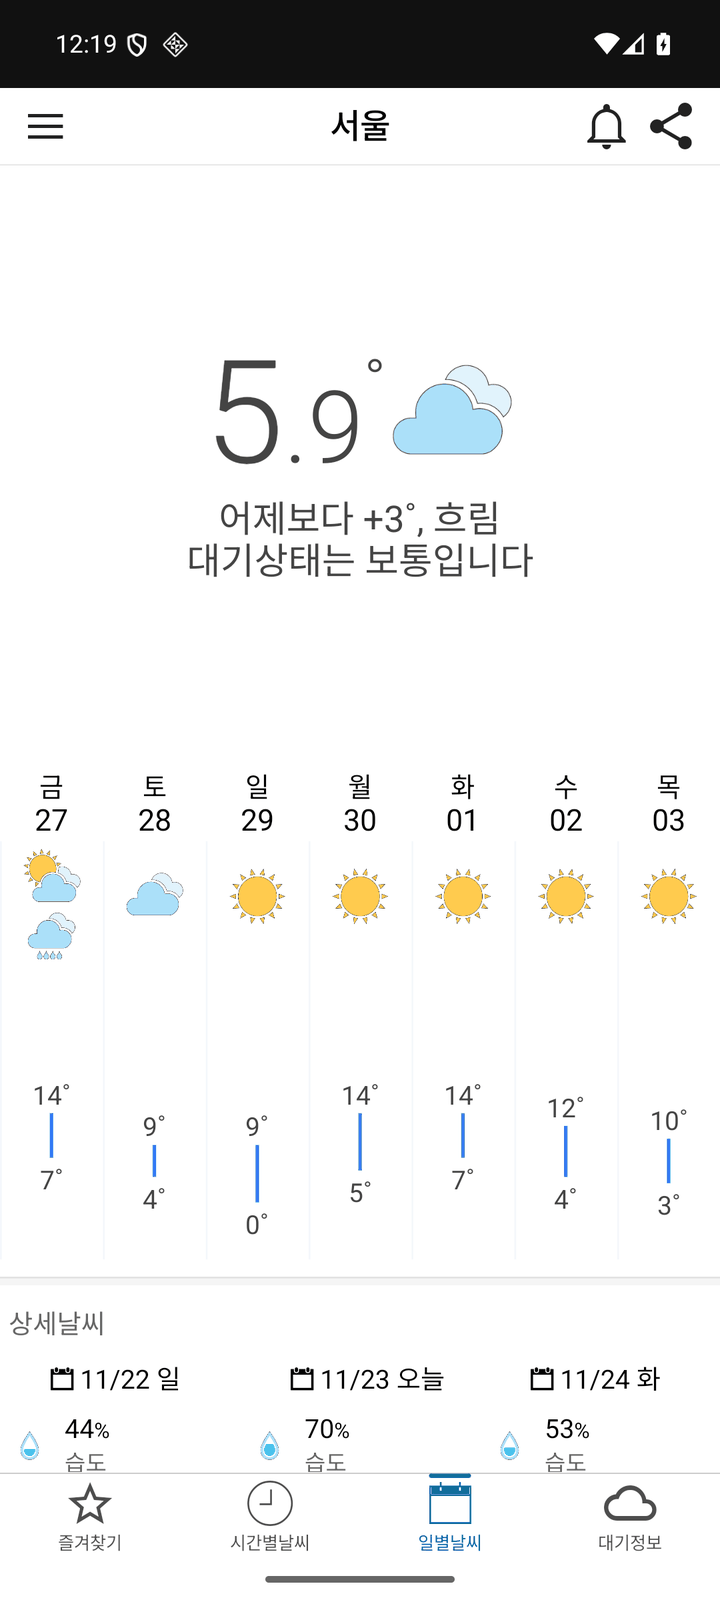 12:19
서울
5.9°
어제보다 +3°, 흐림
대기상태는 보통입니다
금 토 일 월 화 수 목
27 28 29 30 01 02 03
14° 9° 9° 14° 14° 12° 10°
7° 4° 0° 5° 7° 4° 3°
상세날씨
11/22 일 11/23 오늘 11/24 화
44% 70% 53%
습도 습도 습도
즐겨찾기 시간별날씨 일별날씨 대기정보